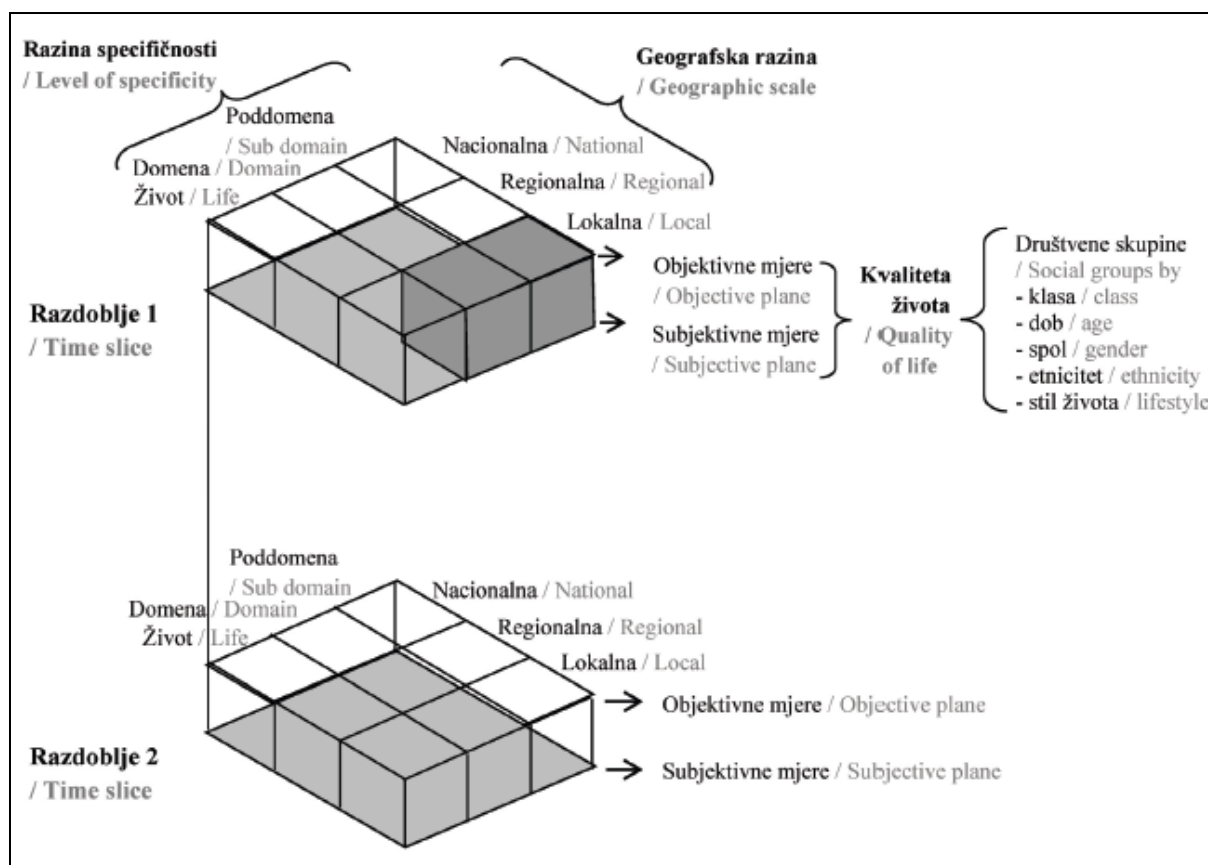 Razina specifičnosti
/ Level of specificity
Geografska razina
/ Geographic scale
Poddomena
/ Sub domain
Domena / Domain
Život / Life
Nacionalna / National
Regionalna / Regional
Lokalna / Local
Razdoblje 1
/ Time slice
Objektivne mjere
/ Objective plane
Subjektivne mjere
/ Subjective plane
Kvaliteta
života
/ Quality
of life
Društvene skupine
/ Social groups by
- klasa / class
- dob / age
- spol / gender
- etnicitet / ethnicity
- stil života / lifestyle
Poddomena
/ Sub domain
Domena / Domain
Život / Life
Nacionalna / National
Regionalna / Regional
Lokalna / Local
Razdoblje 2
/ Time slice
Objektivne mjere / Objective plane
Subjektivne mjere / Subjective plane